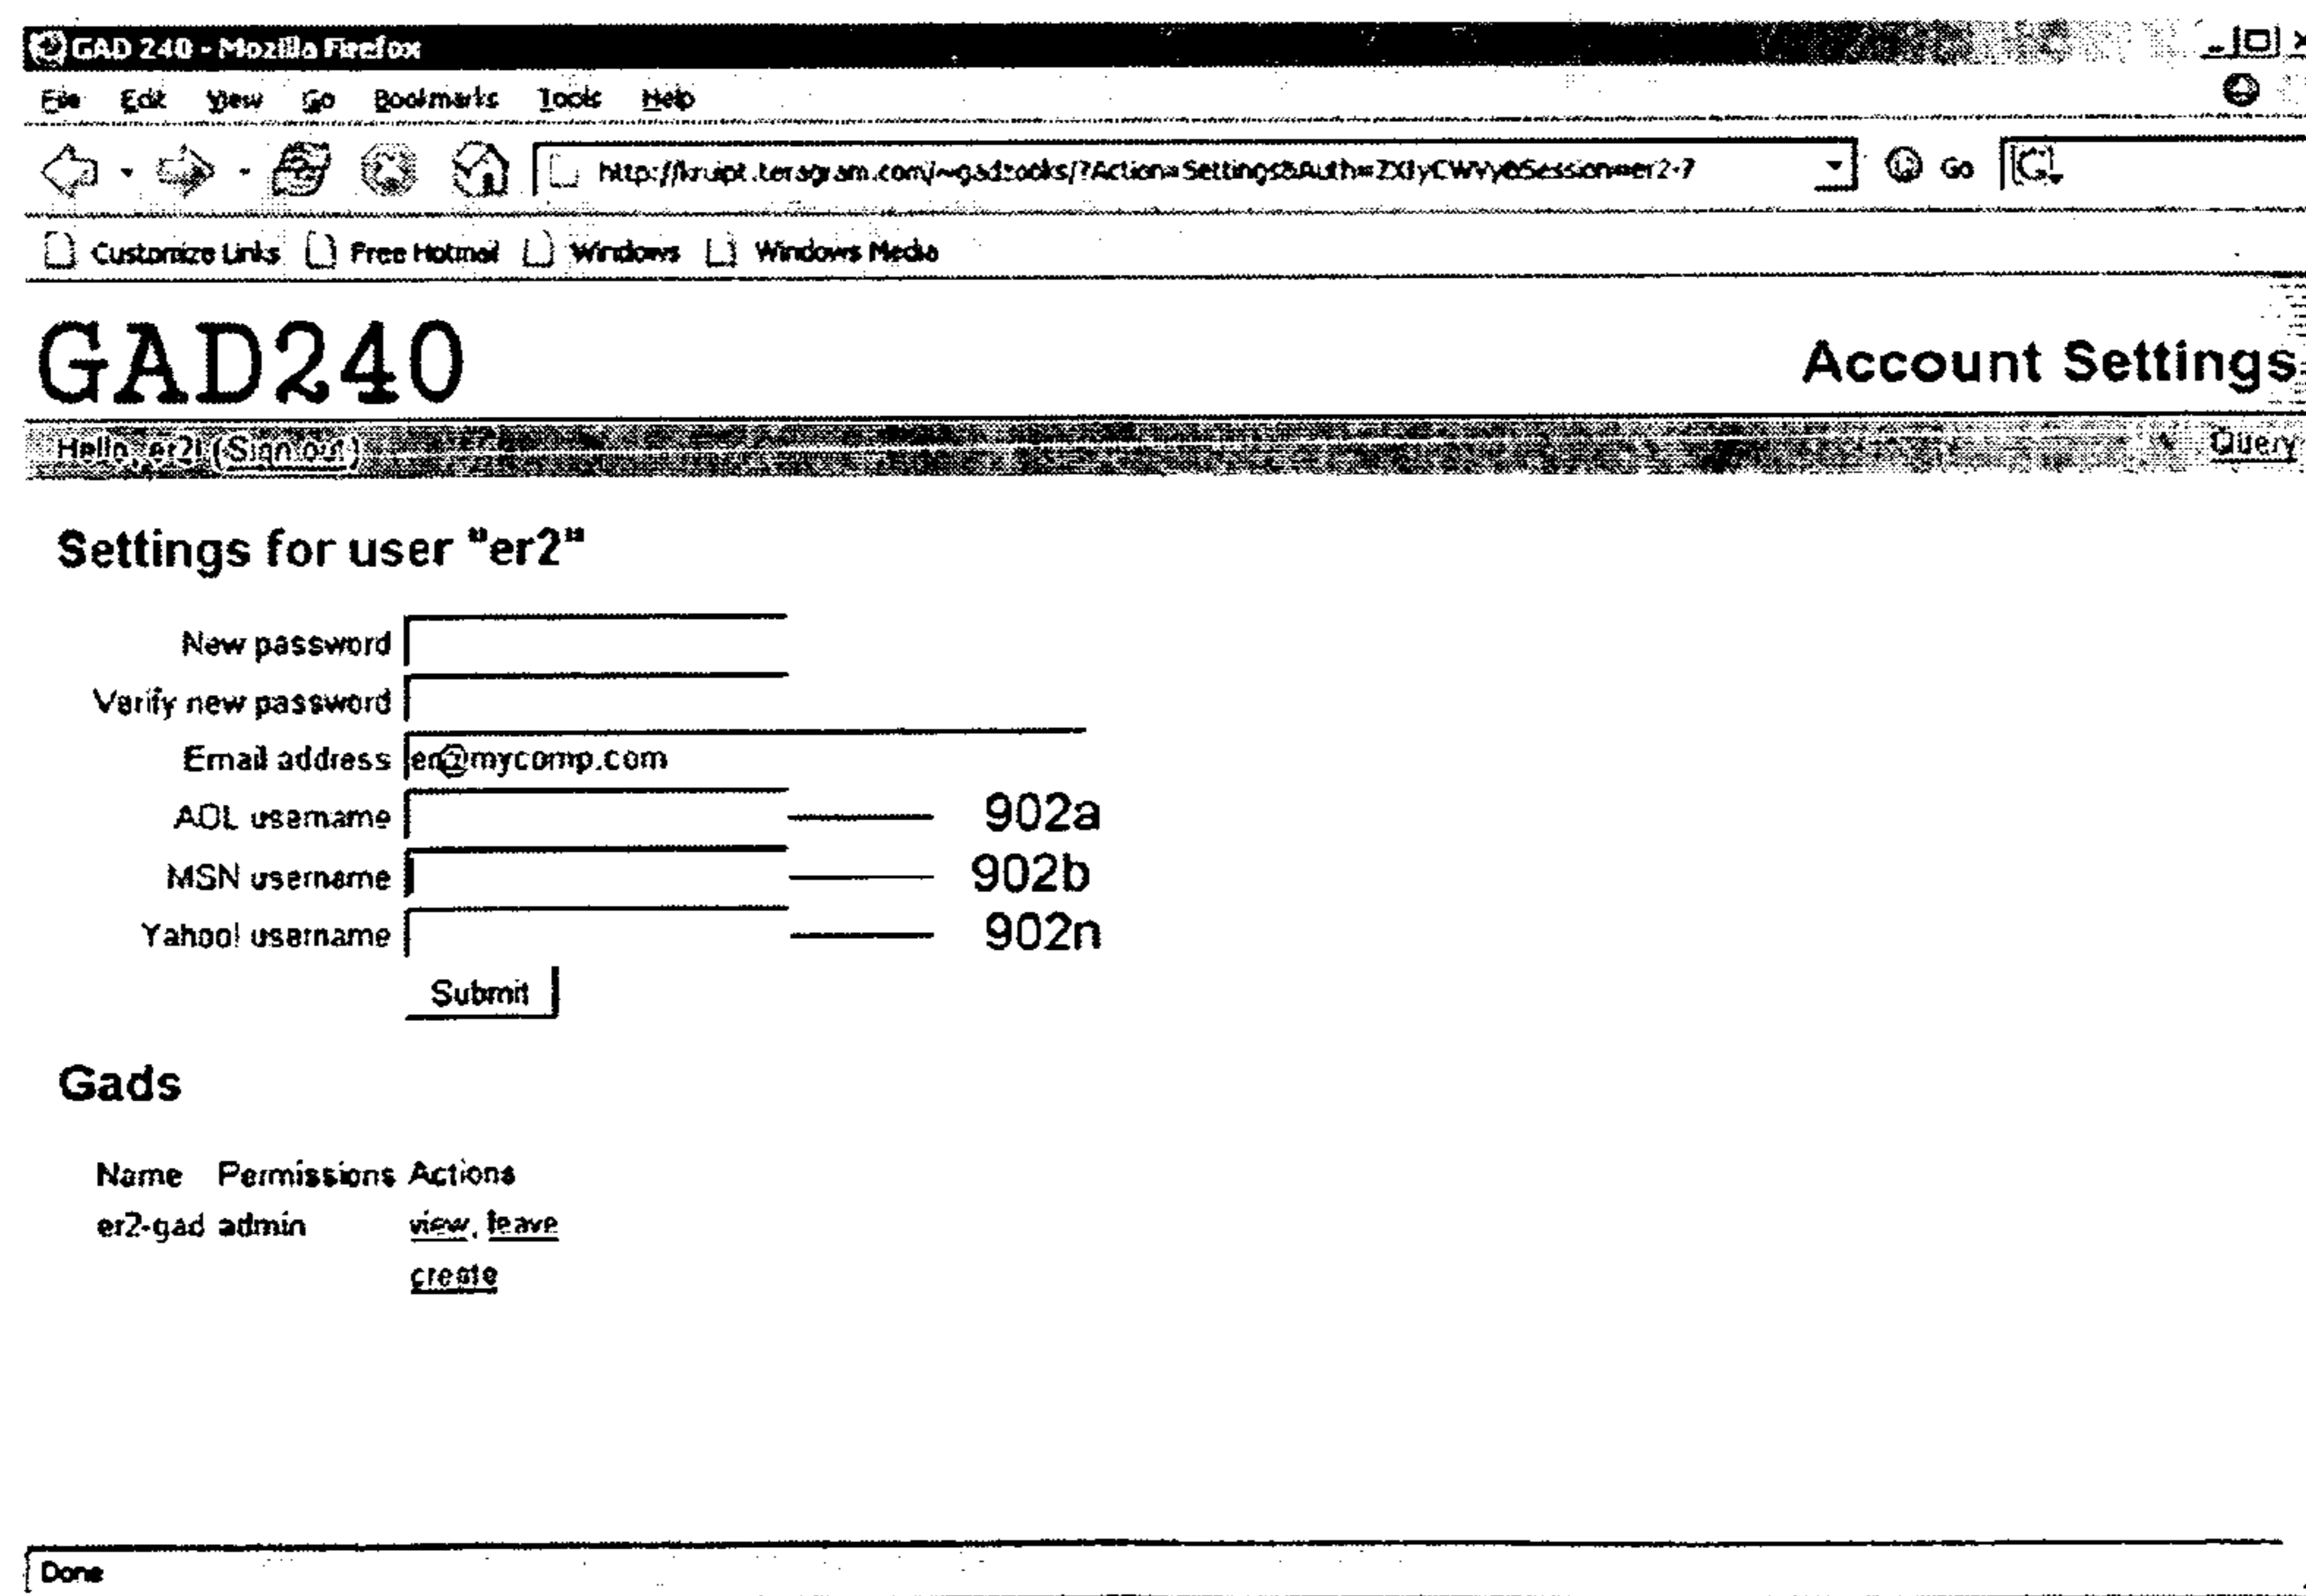 GAD 240 - Mozilla Firefox
File Edit View Go Bookmarks Tools Help
Go
Customize Links Free Hotmail Windows Windows Media
GAD240 Account Settings
Hello, er2! (Sign out) Query
Settings for user "er2"
New password
Verify new password
Email address er@mycomp.com
AOL username 902a
MSN username 902b
Yahoo! username 902n
Submit
Gads
Name Permissions Actions
er2-gad admin view, leave
create
Done